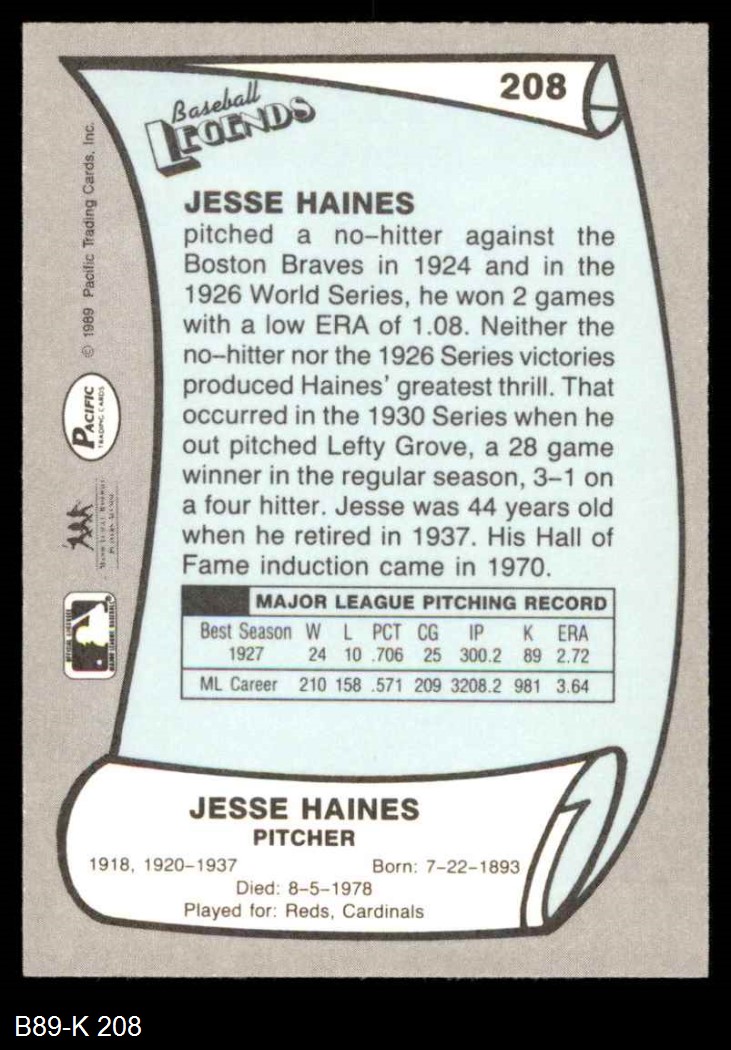 208
Baseball
LEGENDS
JESSE HAINES
pitched a no–hitter against the
Boston Braves in 1924 and in the
1926 World Series, he won 2 games
with a low ERA of 1.08. Neither the
no–hitter nor the 1926 Series victories
produced Haines' greatest thrill. That
occurred in the 1930 Series when he
out pitched Lefty Grove, a 28 game
winner in the regular season, 3–1 on
a four hitter. Jesse was 44 years old
when he retired in 1937. His Hall of
Fame induction came in 1970.
MAJOR LEAGUE PITCHING RECORD
Best Season W L PCT CG IP K ERA
1927 24 10 .706 25 300.2 89 2.72
ML Career 210 158 .571 209 3208.2 981 3.64
JESSE HAINES
PITCHER
1918, 1920–1937 Born: 7–22–1893
Died: 8–5–1978
Played for: Reds, Cardinals
© 1989 Pacific Trading Cards, Inc.
PACIFIC
TRADING CARDS
B89-K 208